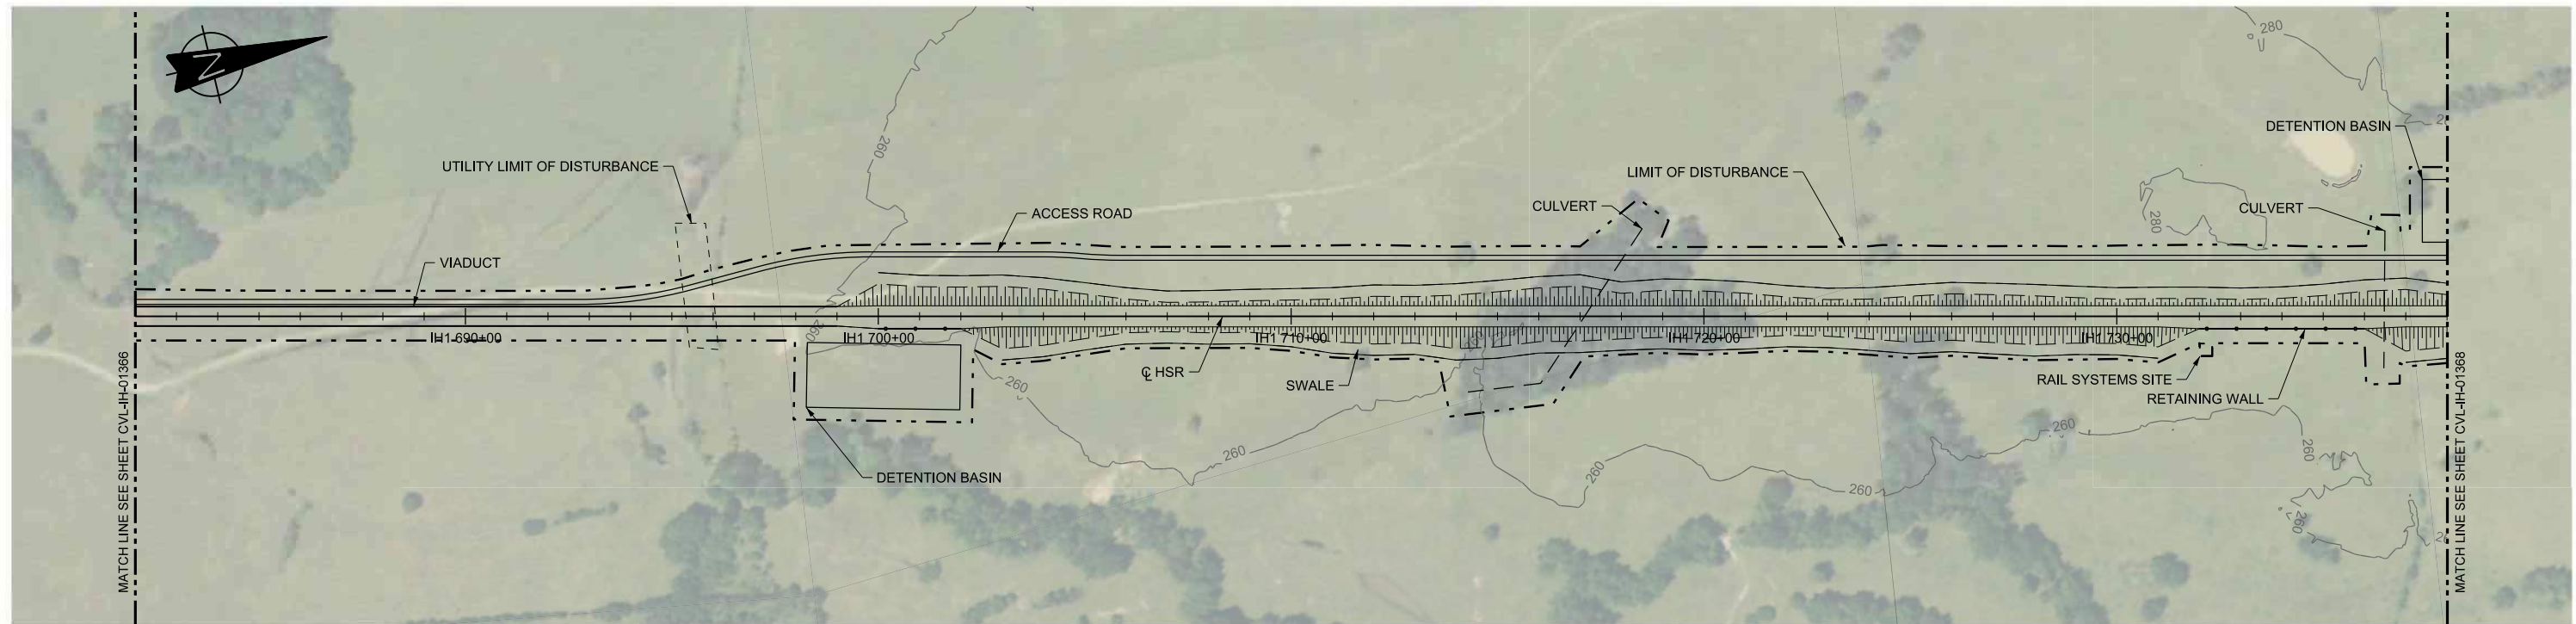 280
N
DETENTION BASIN
UTILITY LIMIT OF DISTURBANCE
260
LIMIT OF DISTURBANCE
CULVERT
CULVERT
280
ACCESS ROAD
VIADUCT
260
IH1 690+00
IH1 700+00
IH1 710+00
IH1 720+00
IH1 730+00
260
℄ HSR
SWALE
RAIL SYSTEMS SITE
RETAINING WALL
260
260
260
260
260
260
260
DETENTION BASIN
MATCH LINE SEE SHEET CVL-IH-01366
MATCH LINE SEE SHEET CVL-IH-01368